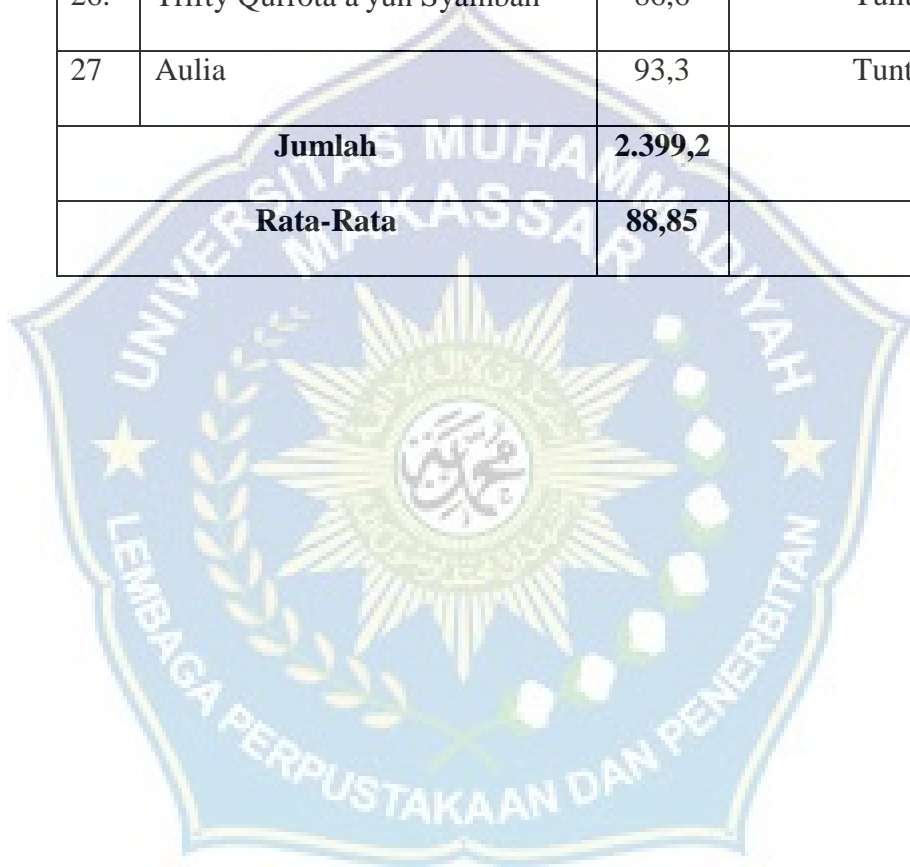 27 Aulia 93,3 Tunt
Jumlah 2.399,2
Rata-Rata 88,85
UNIVERSITAS MUHAMMADIYAH
MAKASSAR
LEMBAGA PERPUSTAKAAN DAN PENERBITAN